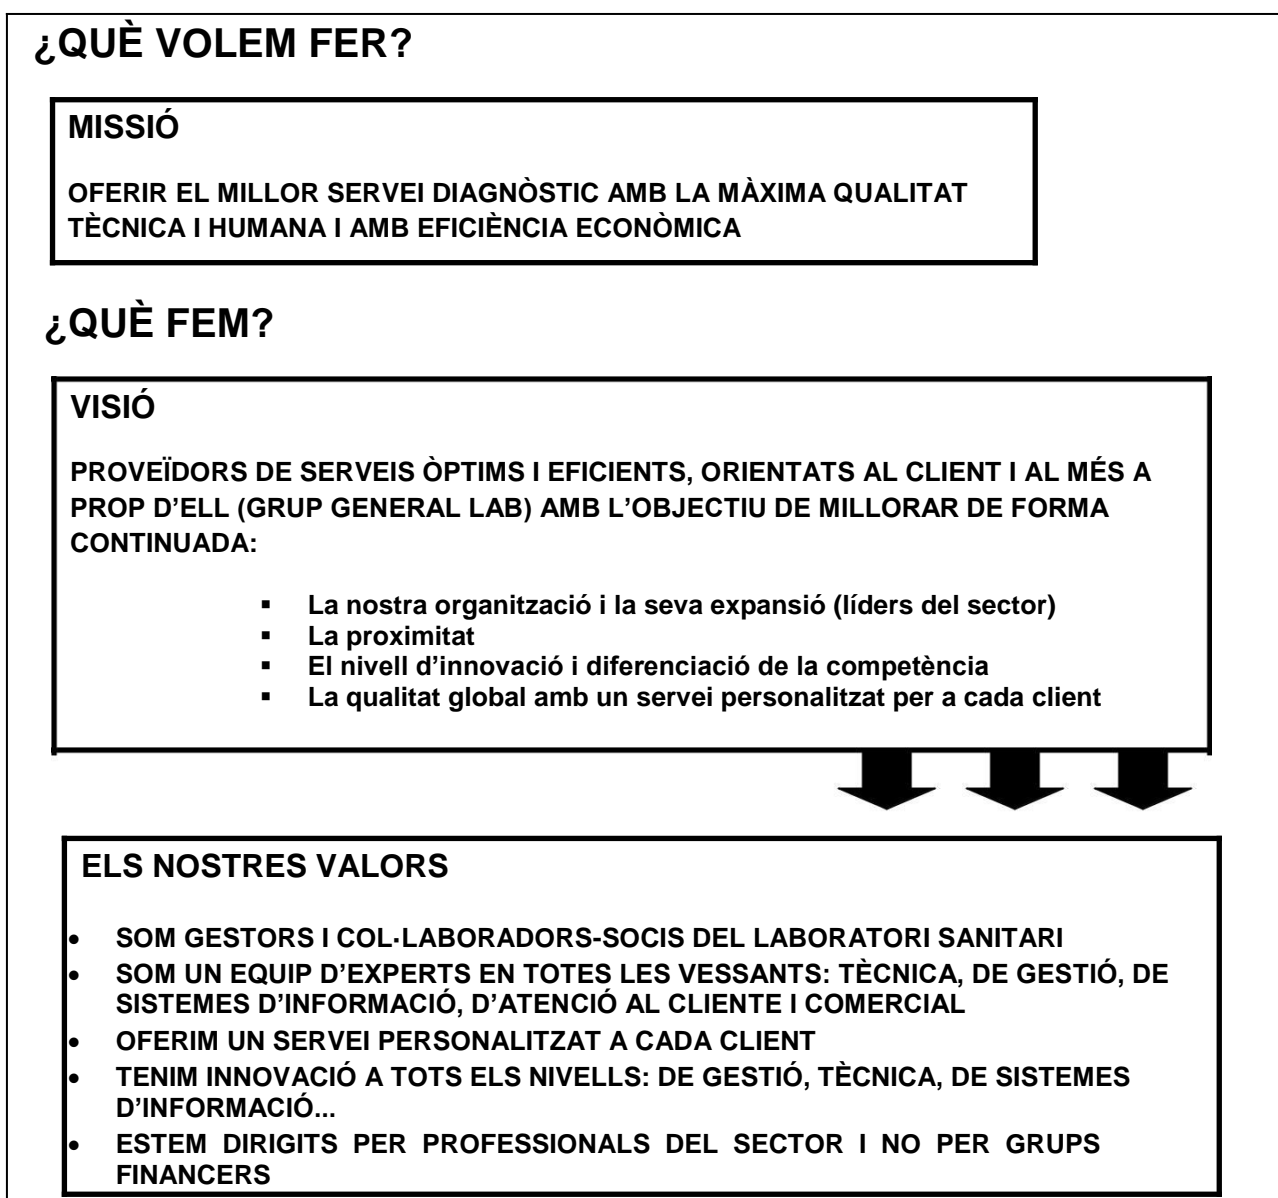 ¿QUÈ VOLEM FER?
MISSIÓ
OFERIR EL MILLOR SERVEI DIAGNÒSTIC AMB LA MÀXIMA QUALITAT
TÈCNICA I HUMANA I AMB EFICIÈNCIA ECONÒMICA
¿QUÈ FEM?
VISIÓ
PROVEÏDORS DE SERVEIS ÒPTIMS I EFICIENTS, ORIENTATS AL CLIENT I AL MÉS A
PROP D’ELL (GRUP GENERAL LAB) AMB L’OBJECTIU DE MILLORAR DE FORMA
CONTINUADA:
▪ La nostra organització i la seva expansió (líders del sector)
▪ La proximitat
▪ El nivell d’innovació i diferenciació de la competència
▪ La qualitat global amb un servei personalitzat per a cada client
ELS NOSTRES VALORS
• SOM GESTORS I COL·LABORADORS-SOCIS DEL LABORATORI SANITARI
• SOM UN EQUIP D’EXPERTS EN TOTES LES VESSANTS: TÈCNICA, DE GESTIÓ, DE
SISTEMES D’INFORMACIÓ, D’ATENCIÓ AL CLIENTE I COMERCIAL
• OFERIM UN SERVEI PERSONALITZAT A CADA CLIENT
• TENIM INNOVACIÓ A TOTS ELS NIVELLS: DE GESTIÓ, TÈCNICA, DE SISTEMES
D’INFORMACIÓ...
• ESTEM DIRIGITS PER PROFESSIONALS DEL SECTOR I NO PER GRUPS
FINANCERS